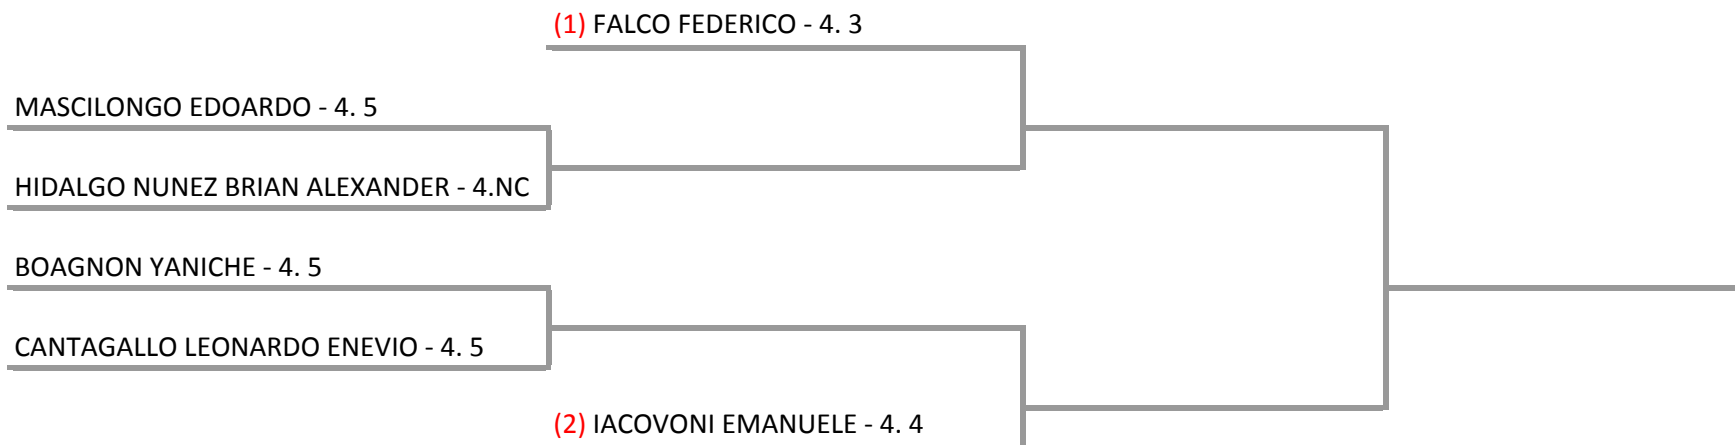 (1) FALCO FEDERICO - 4. 3
MASCILONGO EDOARDO - 4. 5
HIDALGO NUNEZ BRIAN ALEXANDER - 4.NC
BOAGNON YANICHE - 4. 5
CANTAGALLO LEONARDO ENEVIO - 4. 5
(2) IACOVONI EMANUELE - 4. 4